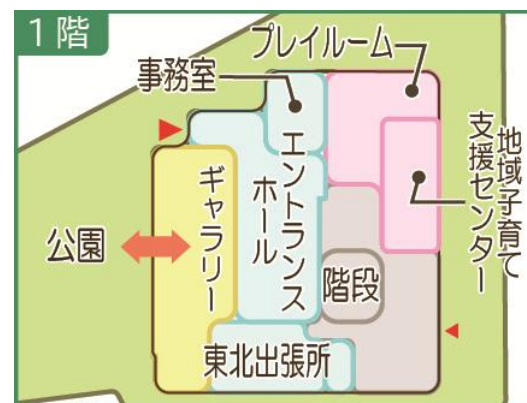 1階
プレイルーム
事務室
地域子育て
支援センター
エントランス
ホール
ギャラリー
公園
階段
東北出張所